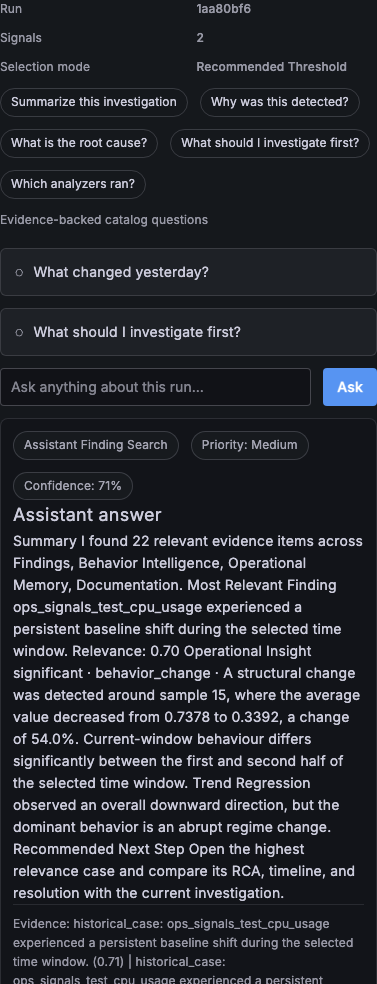 Run 1aa80bf6
Signals 2
Selection mode Recommended Threshold
Summarize this investigation Why was this detected?
What is the root cause? What should I investigate first?
Which analyzers ran?
Evidence-backed catalog questions
What changed yesterday?
What should I investigate first?
Ask anything about this run... Ask
Assistant Finding Search Priority: Medium
Confidence: 71%
Assistant answer
Summary I found 22 relevant evidence items across
Findings, Behavior Intelligence, Operational
Memory, Documentation. Most Relevant Finding
ops_signals_test_cpu_usage experienced a
persistent baseline shift during the selected time
window. Relevance: 0.70 Operational Insight
significant · behavior_change · A structural change
was detected around sample 15, where the average
value decreased from 0.7378 to 0.3392, a change
of 54.0%. Current-window behaviour differs
significantly between the first and second half of
the selected time window. Trend Regression
observed an overall downward direction, but the
dominant behavior is an abrupt regime change.
Recommended Next Step Open the highest
relevance case and compare its RCA, timeline, and
resolution with the current investigation.
Evidence: historical_case: ops_signals_test_cpu_usage
experienced a persistent baseline shift during the selected
time window. (0.71) | historical_case:
ops_signals_test_cpu_usage experienced a persistent